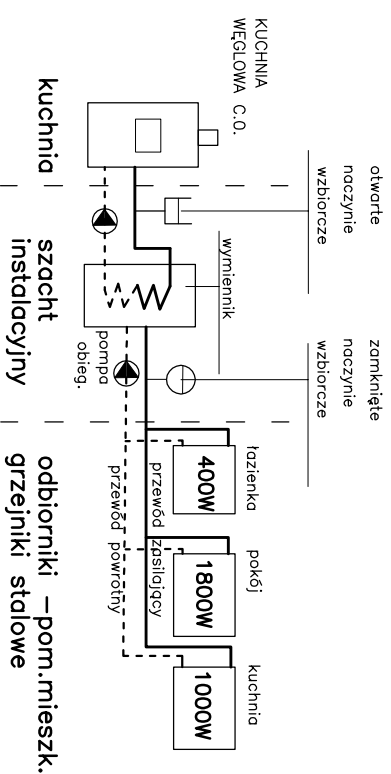 KUCHNIA
WĘGLOWA C.O.
otwarte
naczynie
wzbiorcze
wymiennik
zamknięte
naczynie
wzbiorcze
łazienka
400W
pokój
1800W
kuchnia
1000W
przewód zasilający
przewód powrotny
pompa
obieg.
kuchnia
szacht
instalacyjny
odbiorniki –pom.mieszk.
grzejniki stalowe